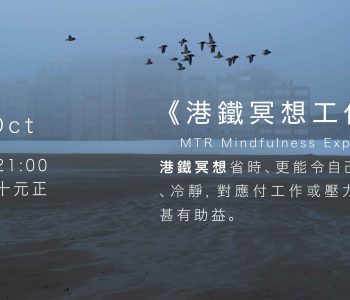 Oct
21:00
十元正
《港鐵冥想工作
MTR Mindfulness Exp
港鐵冥想省時、更能令自己
、冷靜, 對應付工作或壓力
甚有助益。